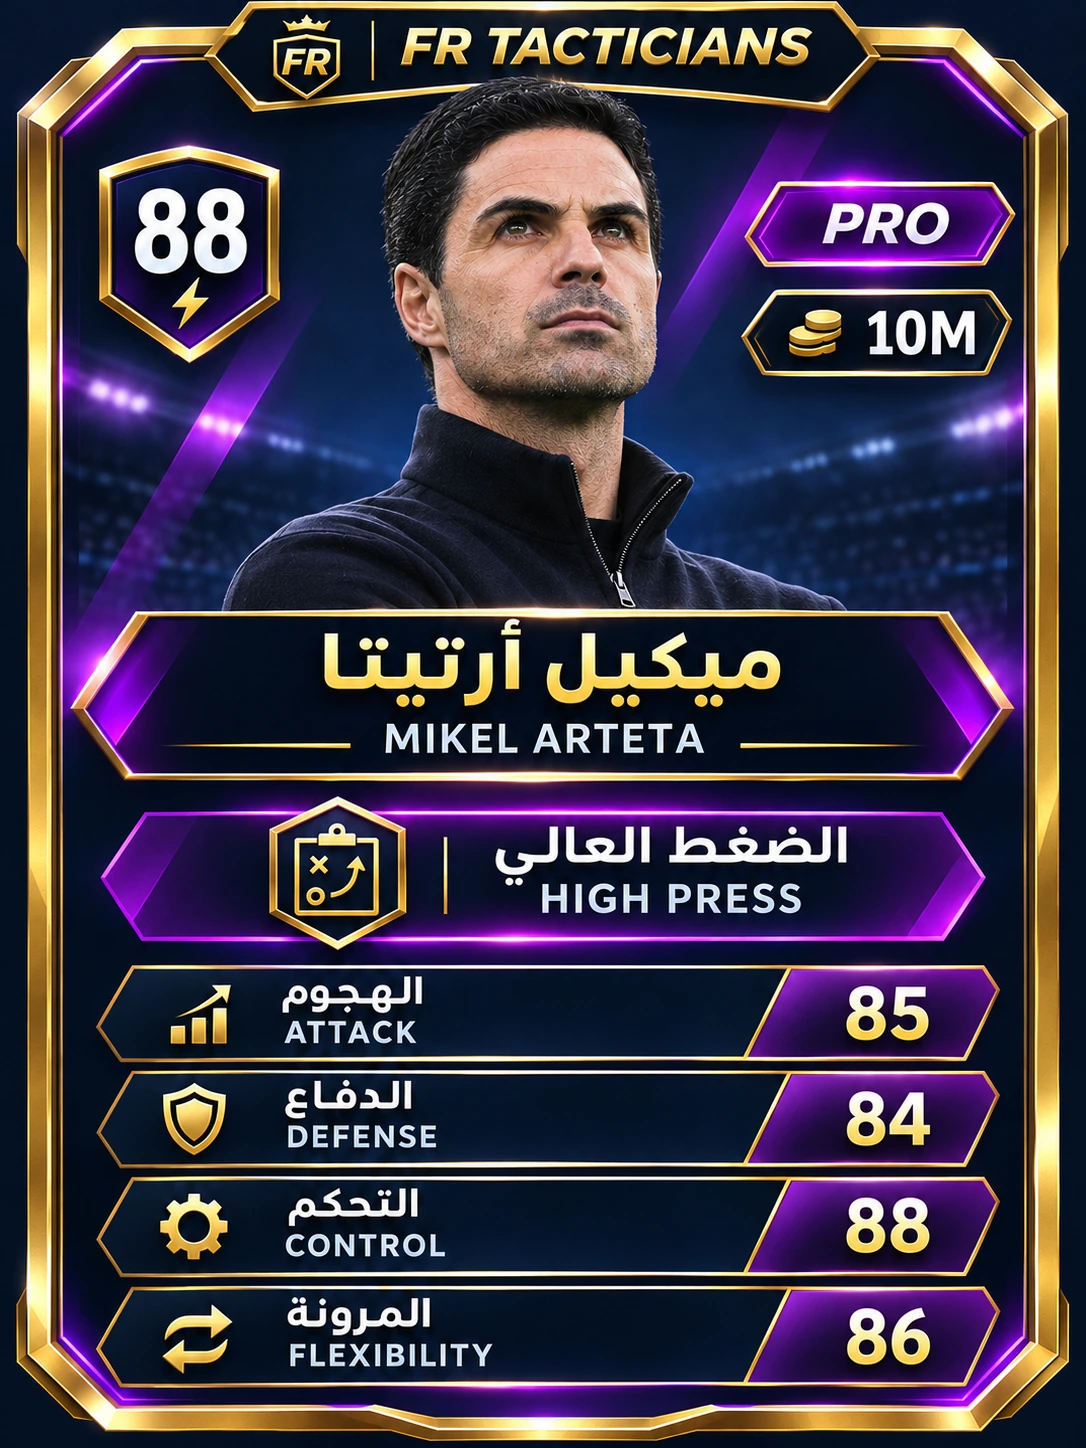 FR
FR TACTICIANS
88
PRO
10M
ميكيل أرتيتا
MIKEL ARTETA
الضغط العالي
HIGH PRESS
الهجوم
ATTACK
85
الدفاع
DEFENSE
84
التحكم
CONTROL
88
المرونة
FLEXIBILITY
86